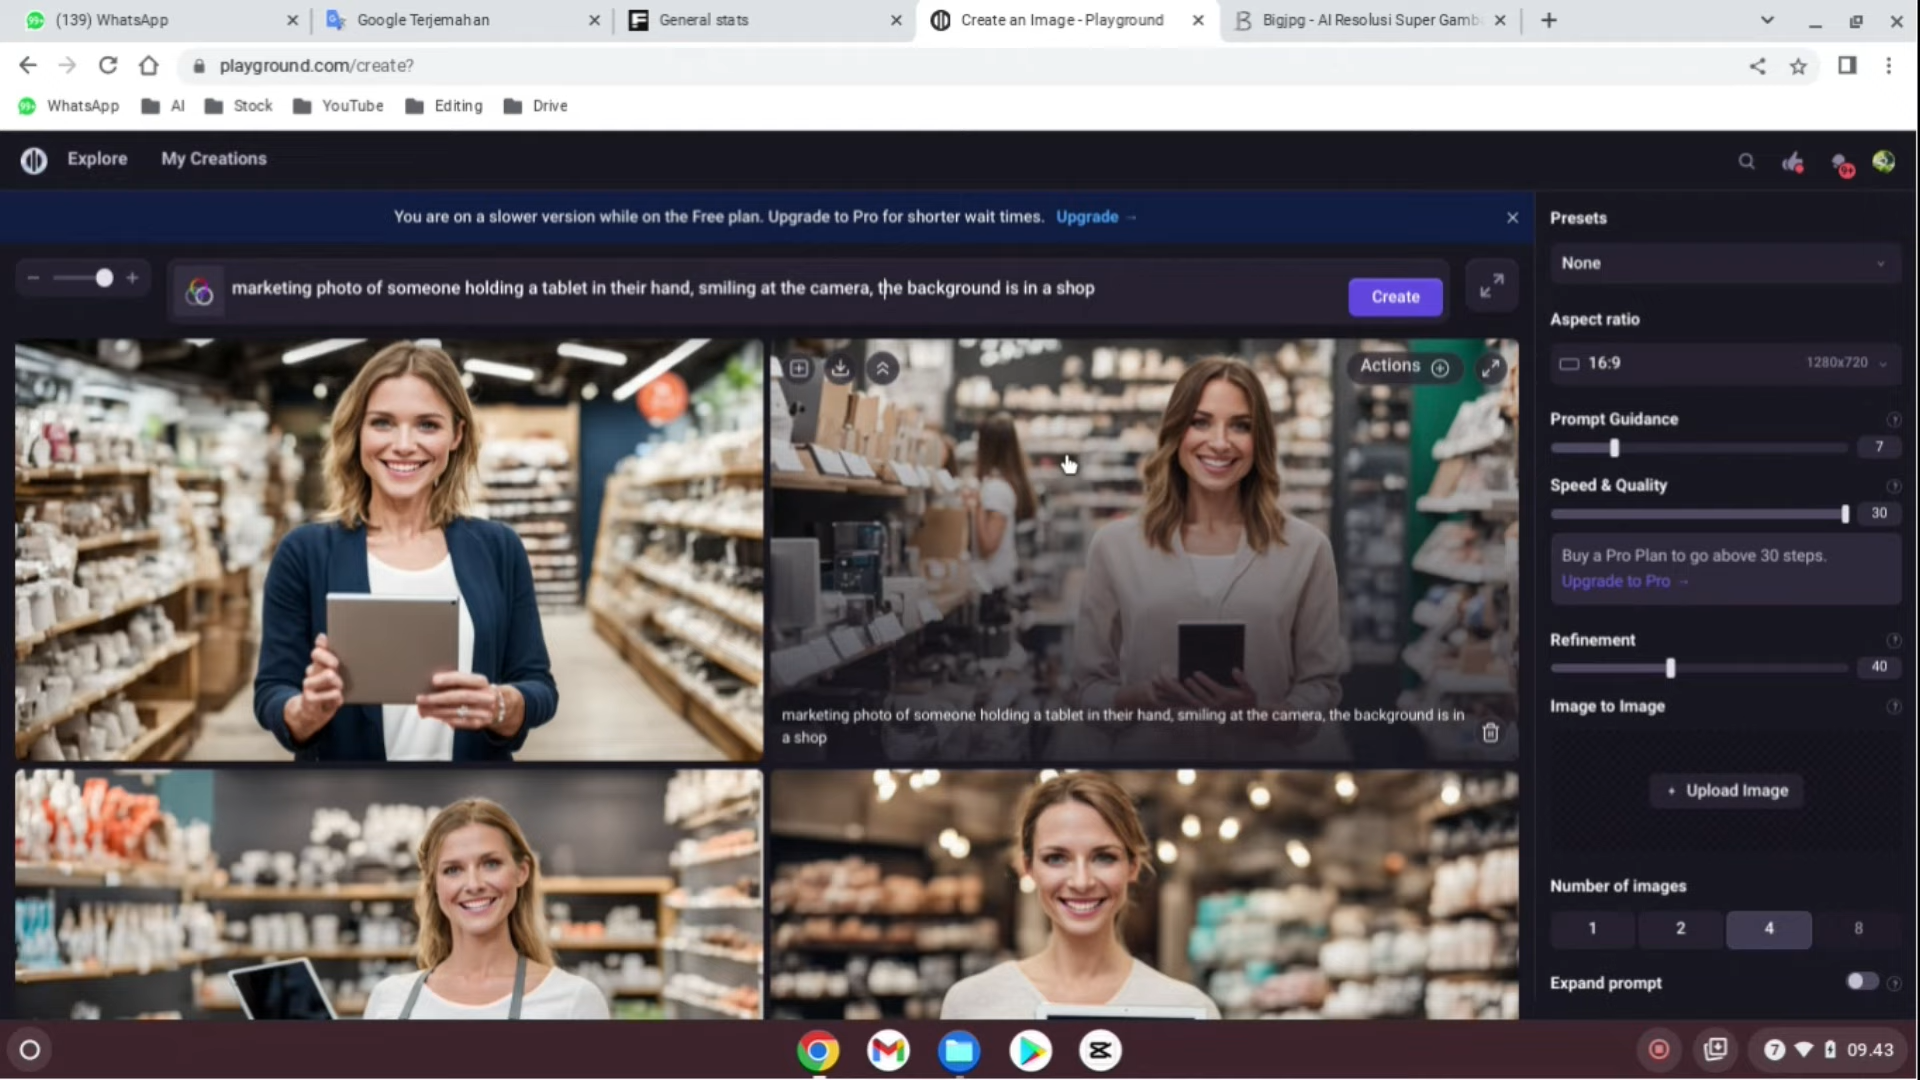 (139) WhatsApp
Google Terjemahan
General stats
Create an Image - Playground
Bigjpg - AI Resolusi Super Gamb
playground.com/create?
WhatsApp
AI
Stock
YouTube
Editing
Drive
Explore
My Creations
9+
You are on a slower version while on the Free plan. Upgrade to Pro for shorter wait times. Upgrade →
marketing photo of someone holding a tablet in their hand, smiling at the camera, the background is in a shop
Create
Actions
marketing photo of someone holding a tablet in their hand, smiling at the camera, the background is in
a shop
Presets
None
Aspect ratio
16:9
1280x720
Prompt Guidance
7
Speed & Quality
30
Buy a Pro Plan to go above 30 steps.
Upgrade to Pro →
Refinement
40
Image to Image
+ Upload Image
Number of images
1
2
4
8
Expand prompt
7
09.43